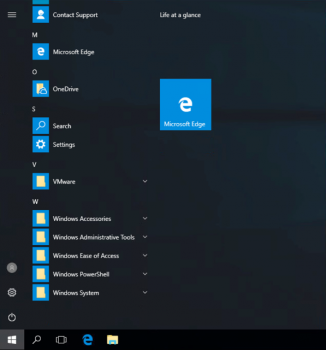 Contact Support
Life at a glance
M
Microsoft Edge
O
OneDrive
S
Search
Settings
Microsoft Edge
V
VMware
W
Windows Accessories
Windows Administrative Tools
Windows Ease of Access
Windows PowerShell
Windows System